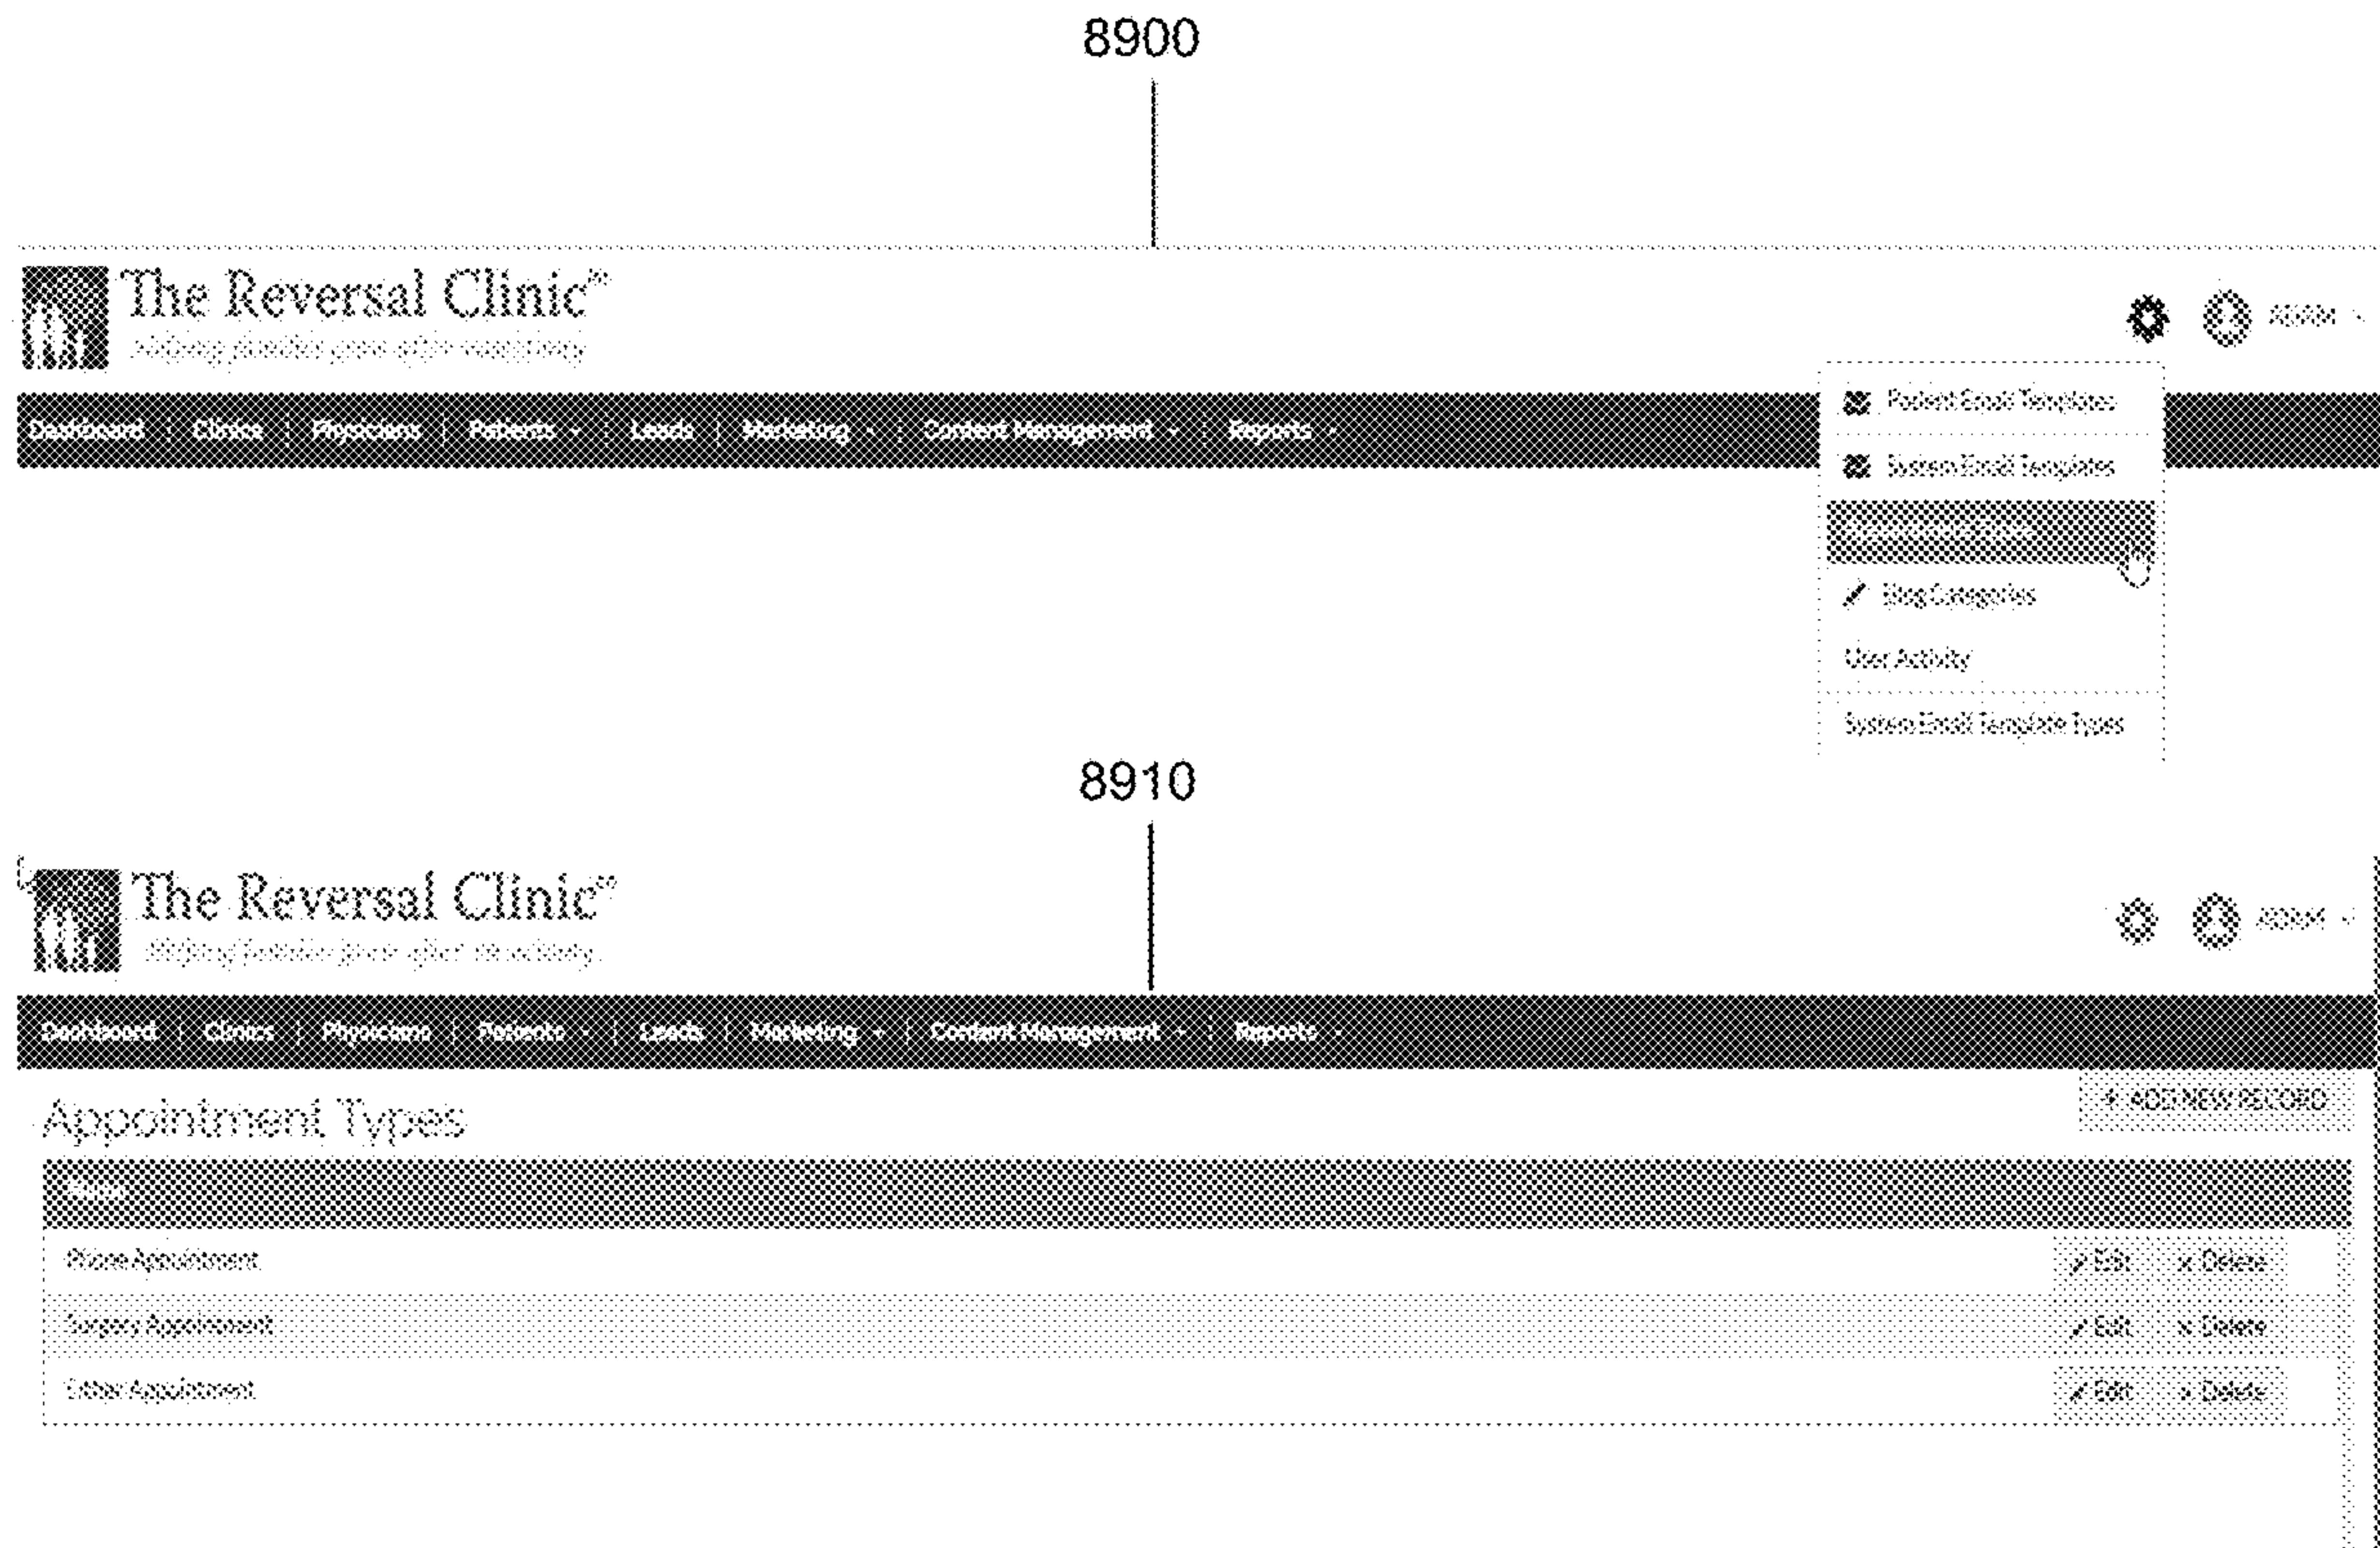 8900
The Reversal Clinic
ADAM
Dashboard Clinics Physicians Patients Leads Marketing Content Management Reports
Patient Email Templates
System Email Templates
Blog Categories
User Activity
System Email Template Types
8910
The Reversal Clinic
ADAM
Dashboard Clinics Physicians Patients Leads Marketing Content Management Reports
Appointment Types
+ ADD NEW RECORD
Name
Phone Appointment Edit x Delete
Surgery Appointment Edit x Delete
Other Appointment Edit x Delete